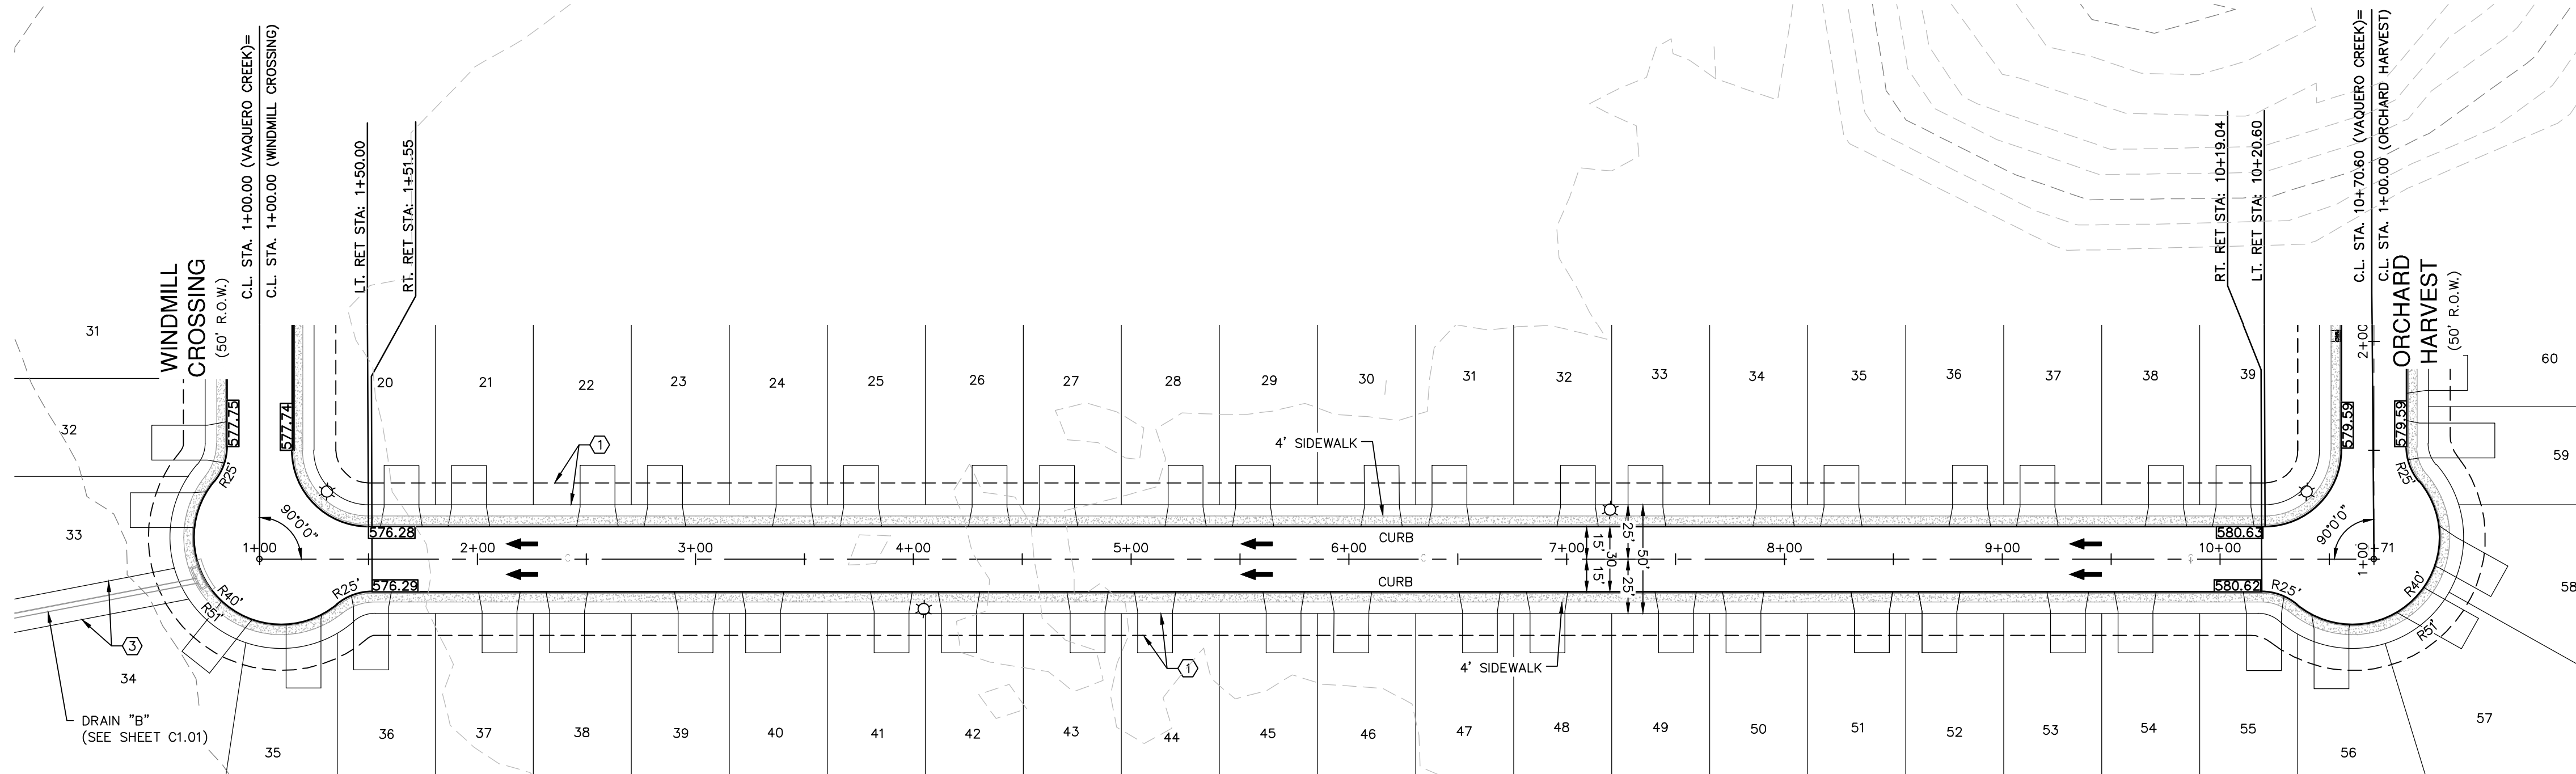 C.L. STA. 1+00.00 (VAQUERO CREEK)=
C.L. STA. 1+00.00 (WINDMILL CROSSING)
LT. RET STA: 1+50.00
RT. RET STA: 1+51.55
RT. RET STA: 10+19.04
LT. RET STA: 10+20.60
C.L. STA. 10+70.60 (VAQUERO CREEK)=
C.L. STA. 1+00.00 (ORCHARD HARVEST)
WINDMILL
CROSSING
(50' R.O.W.)
ORCHARD
HARVEST
(50' R.O.W.)
2+00
31
32
33
34
35
20
21
22
23
24
25
26
27
28
29
30
31
32
33
34
35
36
37
38
39
60
59
58
57
577.75
577.74
579.59
579.59
1
4' SIDEWALK
R25'
90°0'0"
R25'
90°0'0"
576.28
580.63
CURB
1+00
2+00
3+00
4+00
5+00
6+00
7+00
8+00
9+00
10+00
71
1+00
15'
15'
30
25'
25'
50'
CURB
576.29
580.62
R25'
R40'
R51'
R25'
R40'
R51'
3
1
4' SIDEWALK
DRAIN "B"
(SEE SHEET C1.01)
36
37
38
39
40
41
42
43
44
45
46
47
48
49
50
51
52
53
54
55
56